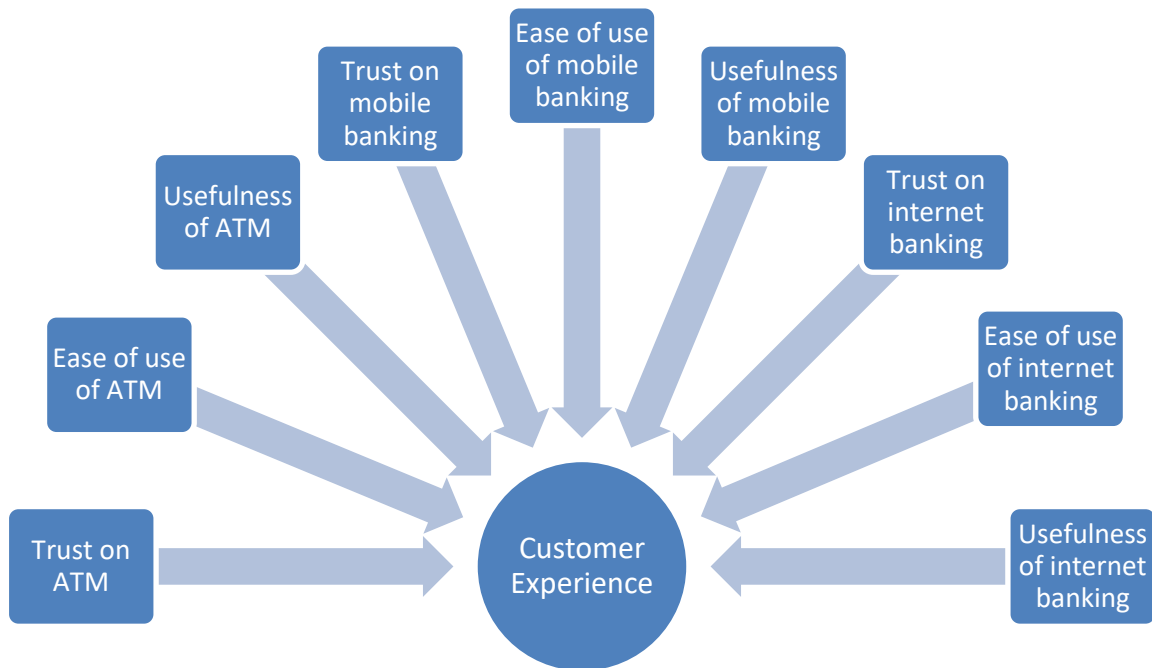 Ease of use
of mobile
banking
Trust on
mobile
banking
Usefulness
of mobile
banking
Usefulness
of ATM
Trust on
internet
banking
Ease of use
of ATM
Ease of use
of internet
banking
Trust on
ATM
Customer
Experience
Usefulness
of internet
banking